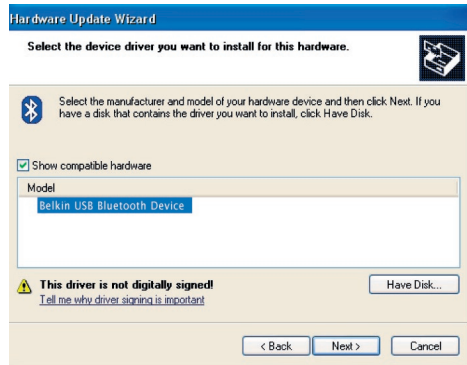 Hardware Update Wizard
Select the device driver you want to install for this hardware.
Select the manufacturer and model of your hardware device and then click Next. If you
have a disk that contains the driver you want to install, click Have Disk.
Show compatible hardware
Model
Belkin USB Bluetooth Device
This driver is not digitally signed!
Have Disk...
Tell me why driver signing is important
< Back
Next >
Cancel